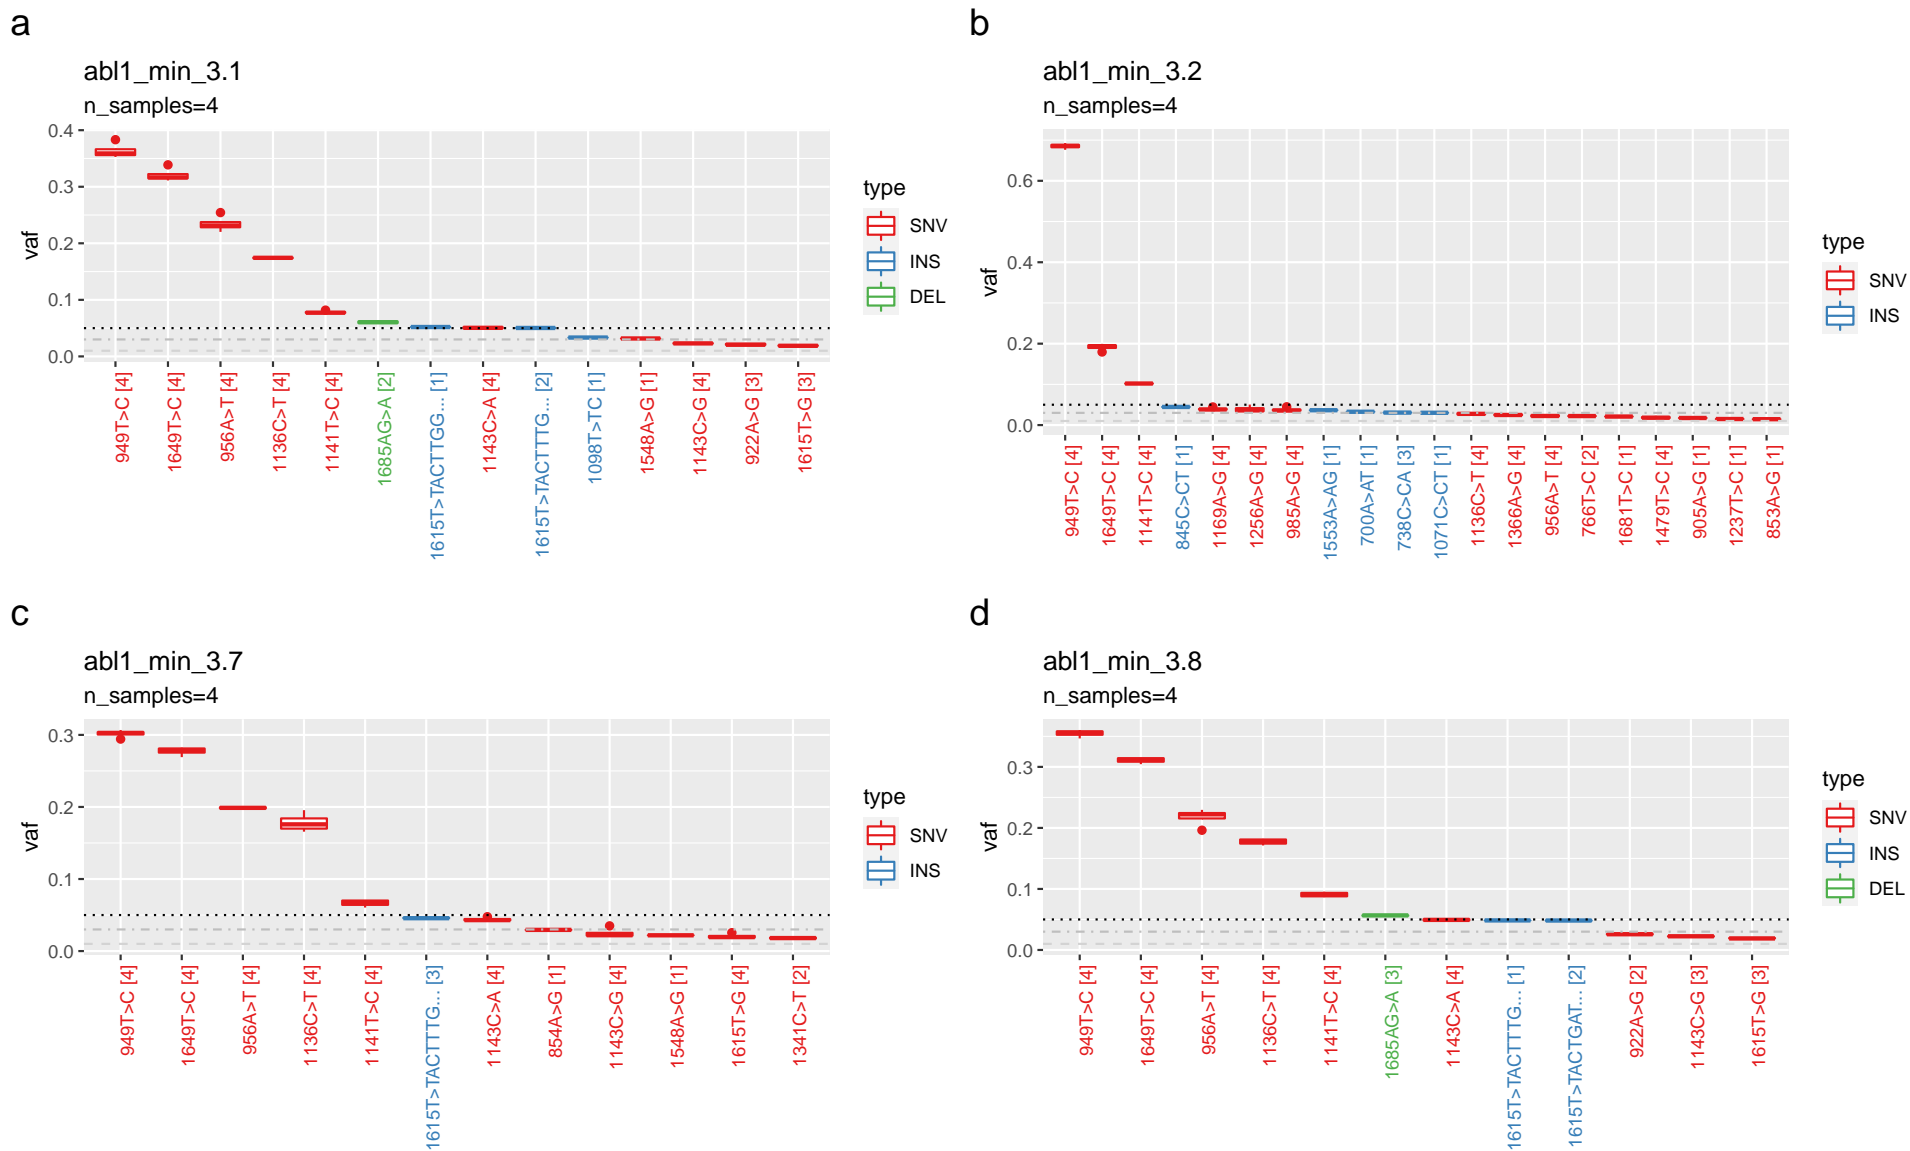 a
abl1_min_3.1
n_samples=4
vaf
0.4
0.3
0.2
0.1
0.0
949T>C [4]
1649T>C [4]
956A>T [4]
1136C>T [4]
1141T>C [4]
1685AG>A [2]
1615T>TACTTGG... [1]
1143C>A [4]
1615T>TACTTTG... [2]
1098T>TC [1]
1548A>G [1]
1143C>G [4]
922A>G [3]
1615T>G [3]
type
SNV
INS
DEL
b
abl1_min_3.2
n_samples=4
vaf
0.6
0.4
0.2
0.0
949T>C [4]
1649T>C [4]
1141T>C [4]
845C>CT [1]
1169A>G [4]
1256A>G [4]
985A>G [4]
1553A>AG [1]
700A>AT [1]
738C>CA [3]
1071C>CT [1]
1136C>T [4]
1366A>G [4]
956A>T [4]
766T>C [2]
1681T>C [1]
1479T>C [4]
905A>G [1]
1237T>C [1]
853A>G [1]
type
SNV
INS
c
abl1_min_3.7
n_samples=4
vaf
0.3
0.2
0.1
0.0
949T>C [4]
1649T>C [4]
956A>T [4]
1136C>T [4]
1141T>C [4]
1615T>TACTTTG... [3]
1143C>A [4]
854A>G [1]
1143C>G [4]
1548A>G [1]
1615T>G [4]
1341C>T [2]
type
SNV
INS
d
abl1_min_3.8
n_samples=4
vaf
0.3
0.2
0.1
0.0
949T>C [4]
1649T>C [4]
956A>T [4]
1136C>T [4]
1141T>C [4]
1685AG>A [3]
1143C>A [4]
1615T>TACTTTG... [1]
1615T>TACTGAT... [2]
922A>G [2]
1143C>G [3]
1615T>G [3]
type
SNV
INS
DEL